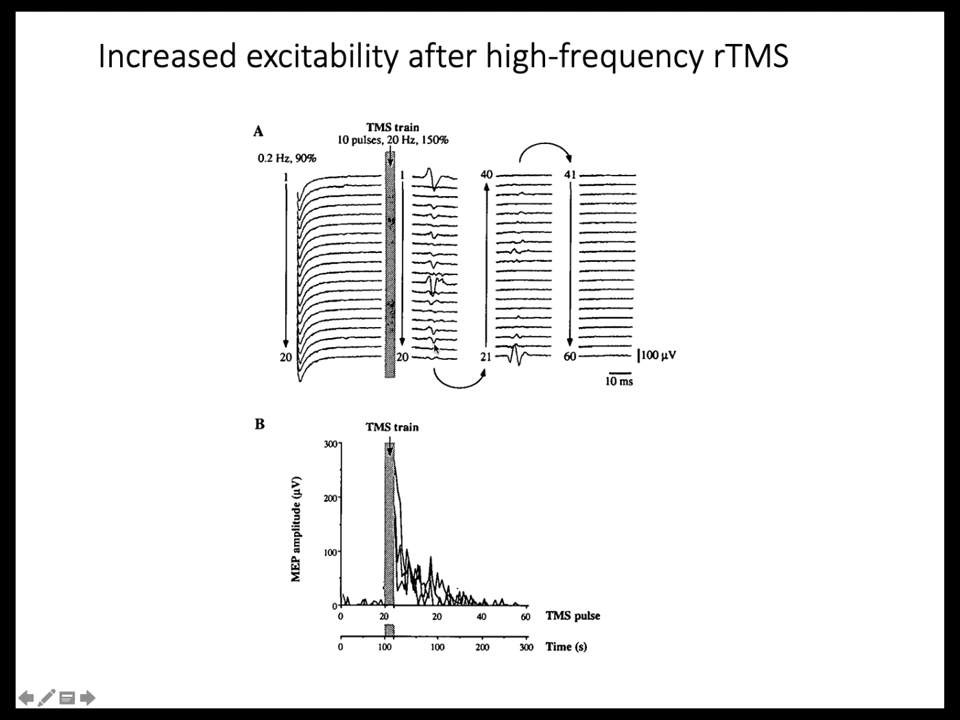 Increased excitability after high-frequency rTMS
A
TMS train
10 pulses, 20 Hz, 150%
0.2 Hz, 90%
1
1
40
41
20
20
21
60
100 µV
10 ms
B
TMS train
MEP amplitude (µV)
300
200
100
0
0 20 20 40 60 TMS pulse
0 100 100 200 300 Time (s)